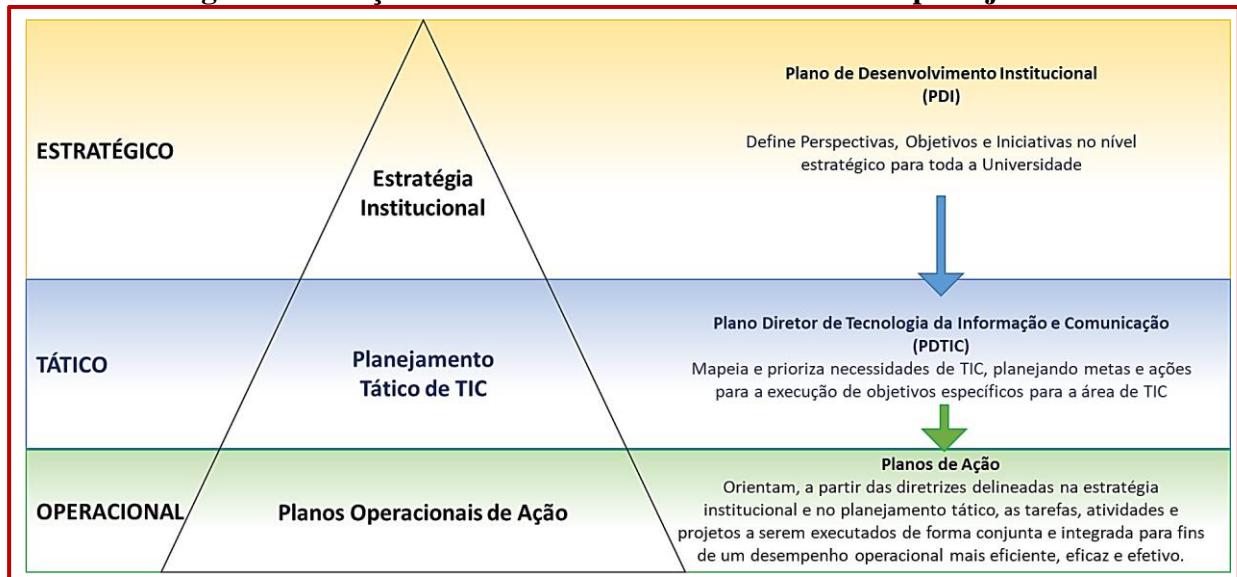 ESTRATÉGICO
Estratégia
Institucional
Plano de Desenvolvimento Institucional
(PDI)
Define Perspectivas, Objetivos e Iniciativas no nível
estratégico para toda a Universidade
TÁTICO
Planejamento
Tático de TIC
Plano Diretor de Tecnologia da Informação e Comunicação
(PDTIC)
Mapeia e prioriza necessidades de TIC, planejando metas e ações
para a execução de objetivos específicos para a área de TIC
OPERACIONAL
Planos Operacionais de Ação
Planos de Ação
Orientam, a partir das diretrizes delineadas na estratégia
institucional e no planejamento tático, as tarefas, atividades e
projetos a serem executados de forma conjunta e integrada para fins
de um desempenho operacional mais eficiente, eficaz e efetivo.